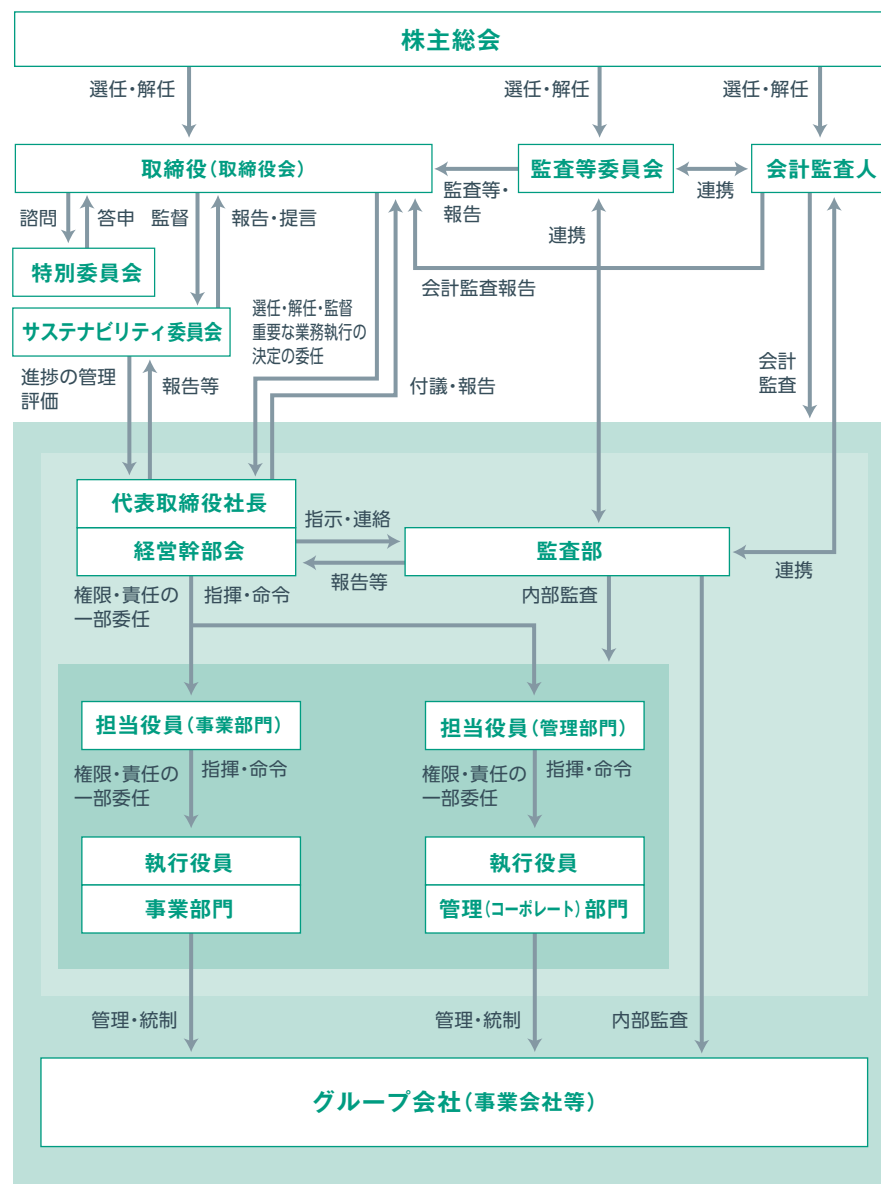 株主総会
選任・解任
選任・解任
選任・解任
取締役(取締役会)
監査等委員会
会計監査人
監査等・
報告
連携
諮問
答申
監督
報告・提言
連携
特別委員会
会計監査報告
サステナビリティ委員会
選任・解任・監督
重要な業務執行の
決定の委任
進捗の管理
評価
報告等
付議・報告
会計
監査
代表取締役社長
経営幹部会
指示・連絡
報告等
監査部
連携
権限・責任の
一部委任
指揮・命令
内部監査
担当役員(事業部門)
担当役員(管理部門)
権限・責任の
一部委任
指揮・命令
権限・責任の
一部委任
指揮・命令
執行役員
事業部門
執行役員
管理(コーポレート)部門
管理・統制
管理・統制
内部監査
グループ会社(事業会社等)